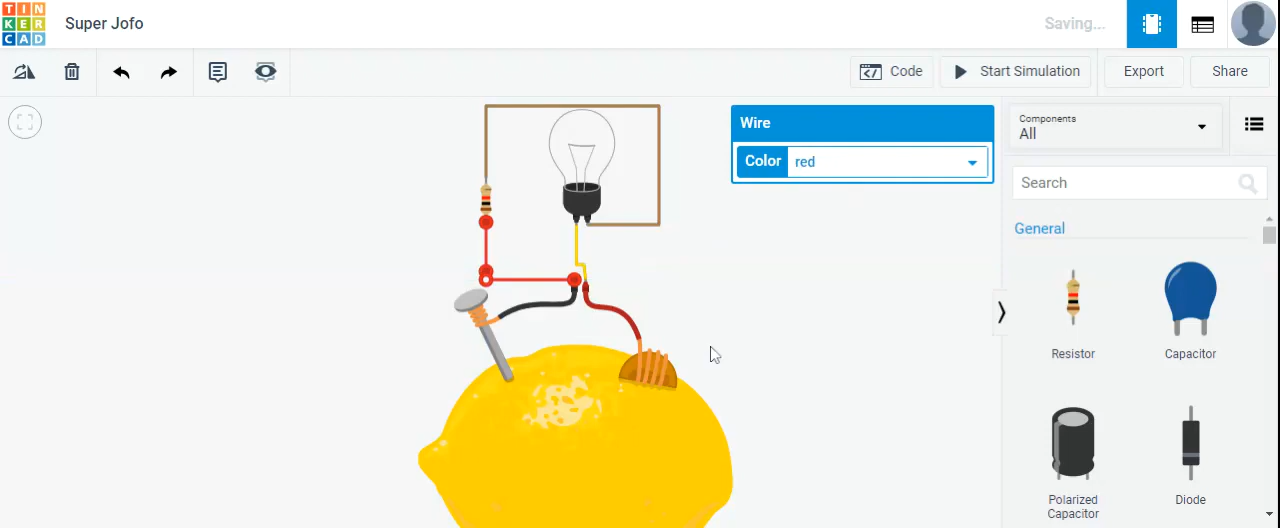 TIN
KER
CAD
Super Jofo
Saving...
Code
Start Simulation
Export
Share
Wire
Color red
Components
All
Search
General
Resistor
Capacitor
Polarized
Capacitor
Diode